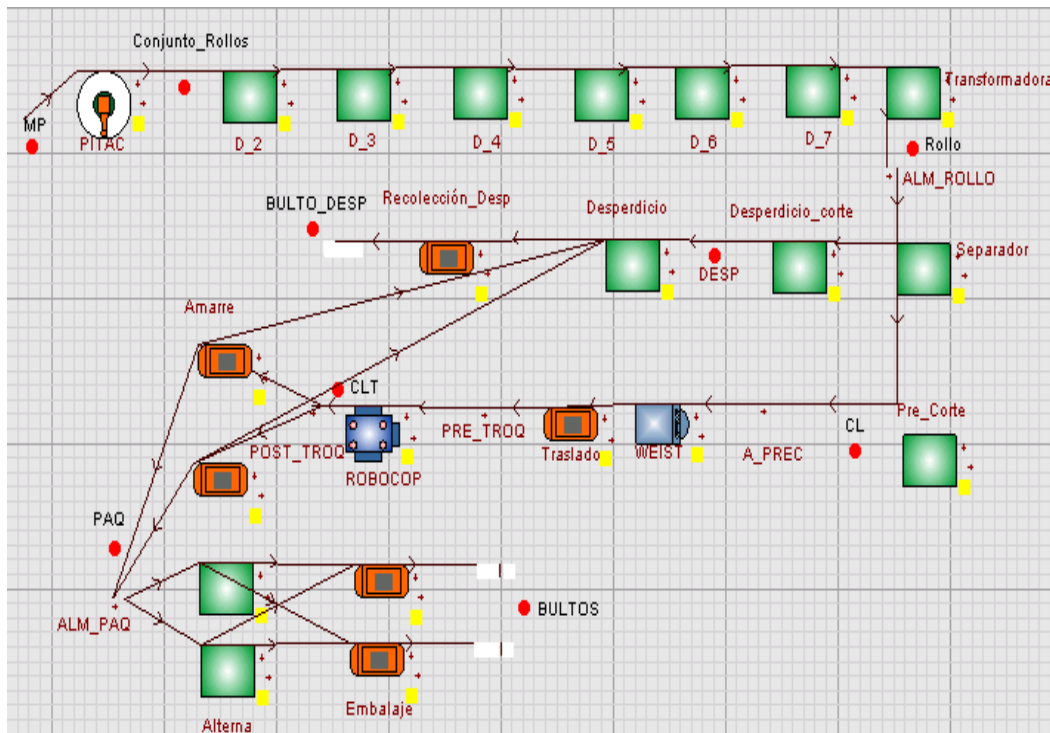 Conjunto_Rollos
Transformadora
MP
PITAC
D_2
D_3
D_4
D_5
D_6
D_7
Rollo
ALM_ROLLO
BULTO_DESP
Recolección_Desp
Desperdicio
Desperdicio_corte
Separador
DESP
Amarre
CLT
Pre_Corte
CL
PRE_TROQ
POST_TROQ
Traslado
WEIST
A_PREC
ROBOCOP
PAQ
BULTOS
ALM_PAQ
Embalaje
Alterna